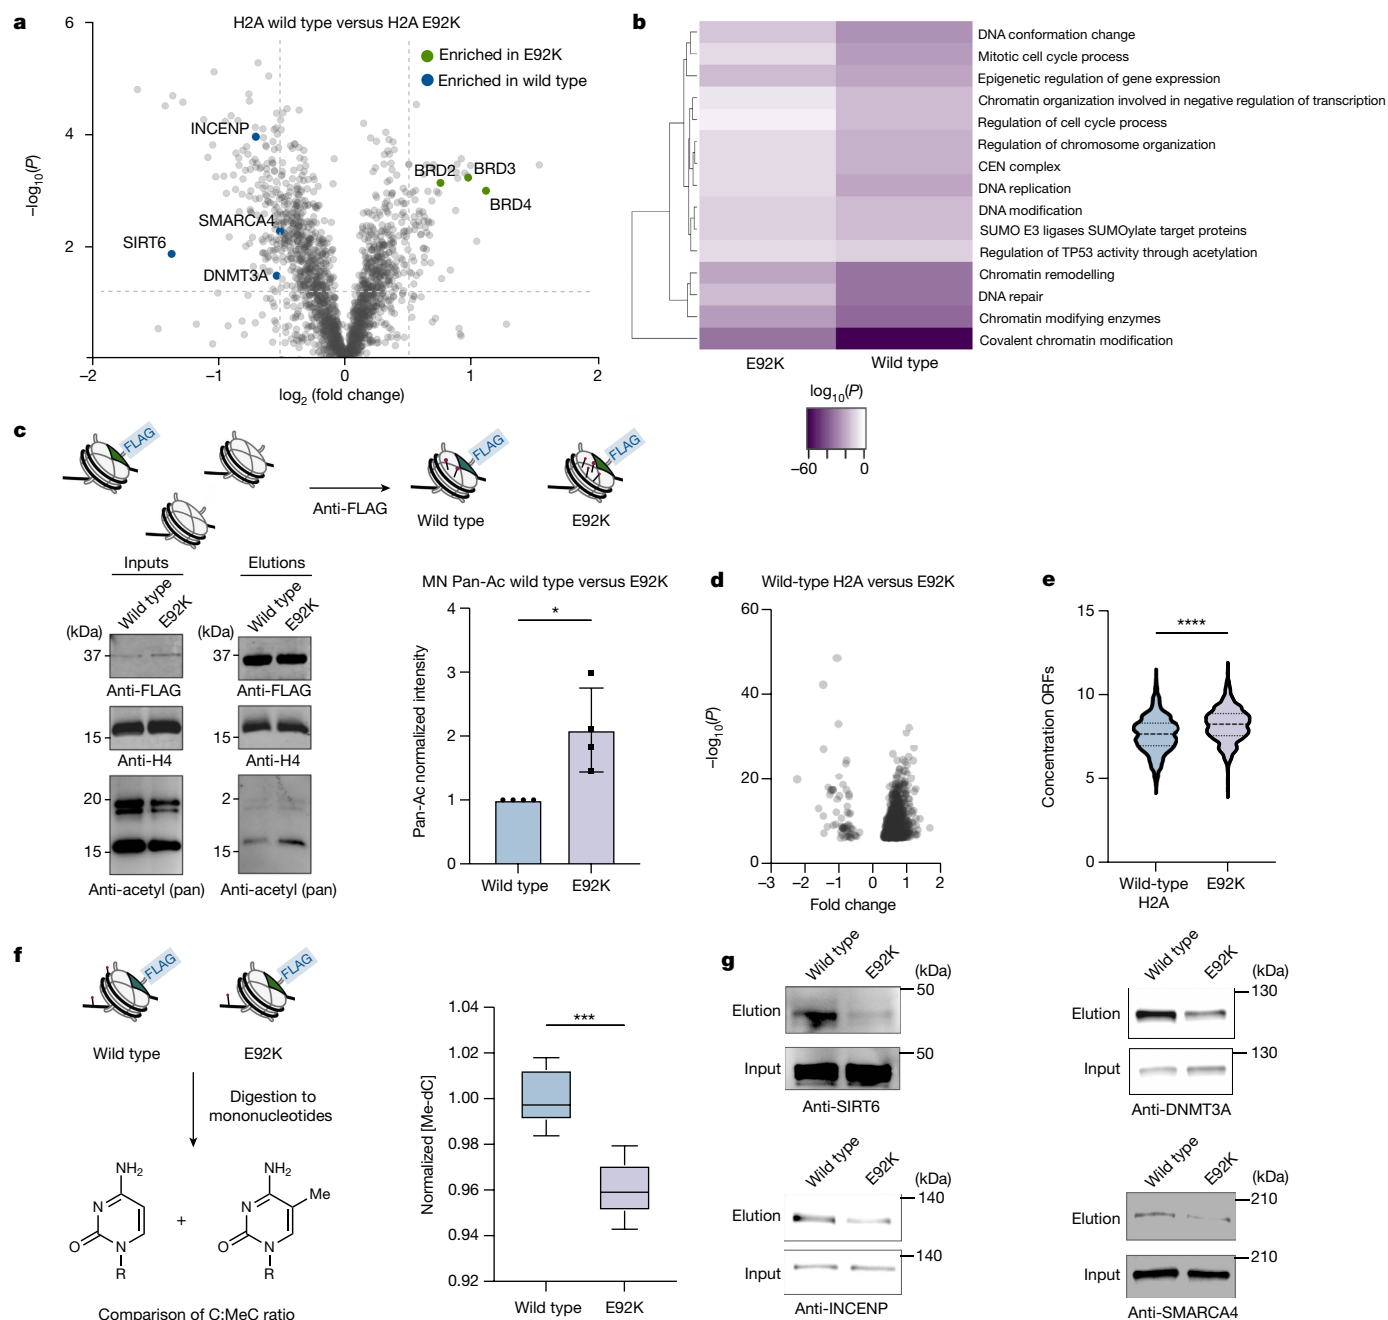 a
H2A wild type versus H2A E92K
Enriched in E92K
Enriched in wild type
6
4
2
–log10(P)
INCENP
BRD2
BRD3
BRD4
SMARCA4
SIRT6
DNMT3A
–2
–1
0
1
2
log2 (fold change)
b
DNA conformation change
Mitotic cell cycle process
Epigenetic regulation of gene expression
Chromatin organization involved in negative regulation of transcription
Regulation of cell cycle process
Regulation of chromosome organization
CEN complex
DNA replication
DNA modification
SUMO E3 ligases SUMOylate target proteins
Regulation of TP53 activity through acetylation
Chromatin remodelling
DNA repair
Chromatin modifying enzymes
Covalent chromatin modification
E92K
Wild type
log10(P)
–60
0
c
FLAG
Anti-FLAG
FLAG
Wild type
FLAG
E92K
Inputs
Elutions
Wild type
E92K
Wild type
E92K
(kDa)
(kDa)
37
37
Anti-FLAG
Anti-FLAG
15
15
Anti-H4
Anti-H4
20
2
15
15
Anti-acetyl (pan)
Anti-acetyl (pan)
MN Pan-Ac wild type versus E92K
Pan-Ac normalized intensity
4
3
2
1
0
*
Wild type
E92K
d
Wild-type H2A versus E92K
–log10(P)
60
40
20
0
–3
–2
–1
0
1
2
Fold change
e
Concentration ORFs
15
10
5
0
****
Wild-type
H2A
E92K
f
FLAG
FLAG
Wild type
E92K
Digestion to
mononucleotides
NH2
N
O
N
R
+
NH2
Me
N
O
N
R
Comparison of C:MeC ratio
Normalized [Me-dC]
1.04
1.02
1.00
0.98
0.96
0.94
0.92
***
Wild type
E92K
g
Wild type
E92K
(kDa)
Elution
50
Input
50
Anti-SIRT6
Wild type
E92K
(kDa)
Elution
130
Input
130
Anti-DNMT3A
Wild type
E92K
(kDa)
Elution
140
Input
140
Anti-INCENP
Wild type
E92K
(kDa)
Elution
210
Input
210
Anti-SMARCA4